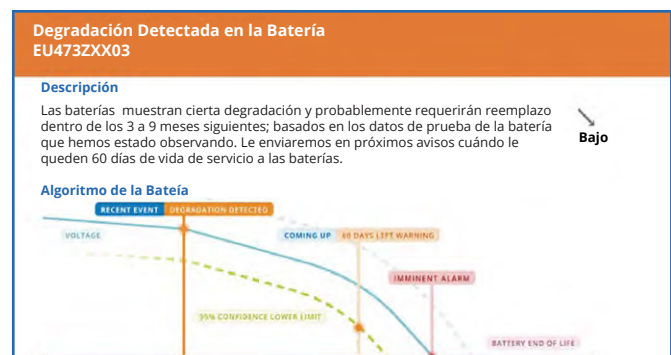 Degradación Detectada en la Batería
EU473ZXX03
Descripción
Las baterías muestran cierta degradación y probablemente requerirán reemplazo
dentro de los 3 a 9 meses siguientes; basados en los datos de prueba de la batería
que hemos estado observando. Le enviaremos en próximos avisos cuándo le
queden 60 días de vida de servicio a las baterías.
Bajo
Algoritmo de la Bateía
RECENT EVENT DEGRADATION DETECTED
VOLTAGE
COMING UP 60 DAYS LEFT WARNING
IMMINENT ALARM
95% CONFIDENCE LOWER LIMIT
BATTERY END OF LIFE